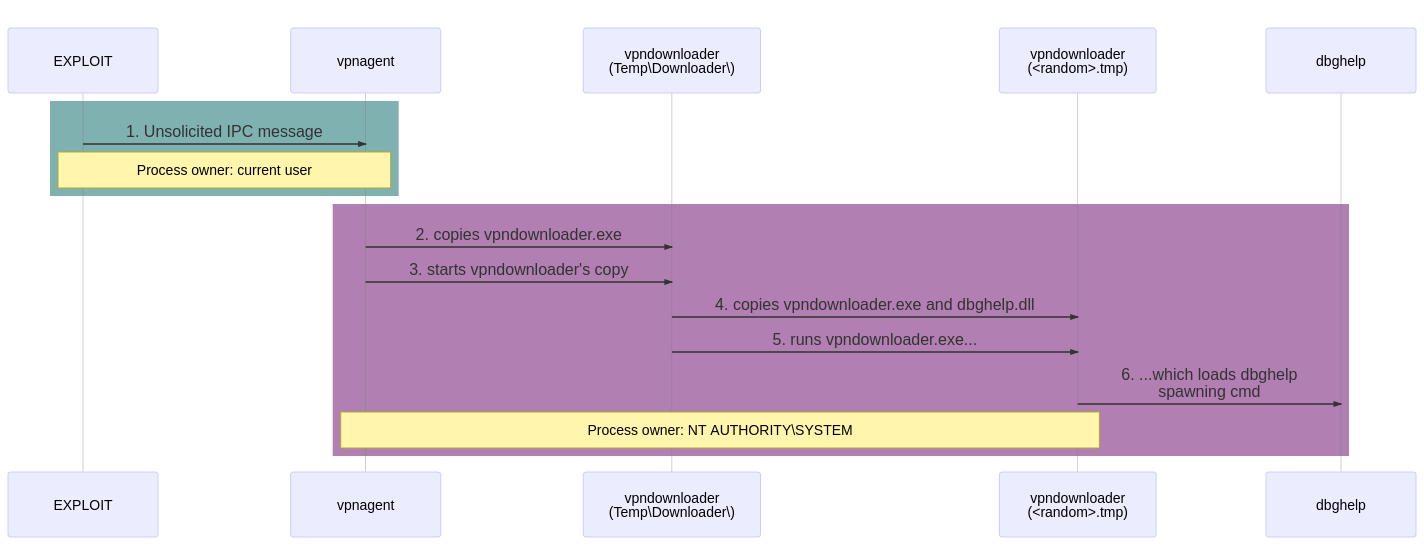 EXPLOIT
vpnagent
vpndownloader
(Temp\Downloader\)
vpndownloader
(<random>.tmp)
dbghelp
1. Unsolicited IPC message
Process owner: current user
2. copies vpndownloader.exe
3. starts vpndownloader's copy
4. copies vpndownloader.exe and dbghelp.dll
5. runs vpndownloader.exe...
6. ...which loads dbghelp
spawning cmd
Process owner: NT AUTHORITY\SYSTEM
EXPLOIT
vpnagent
vpndownloader
(Temp\Downloader\)
vpndownloader
(<random>.tmp)
dbghelp